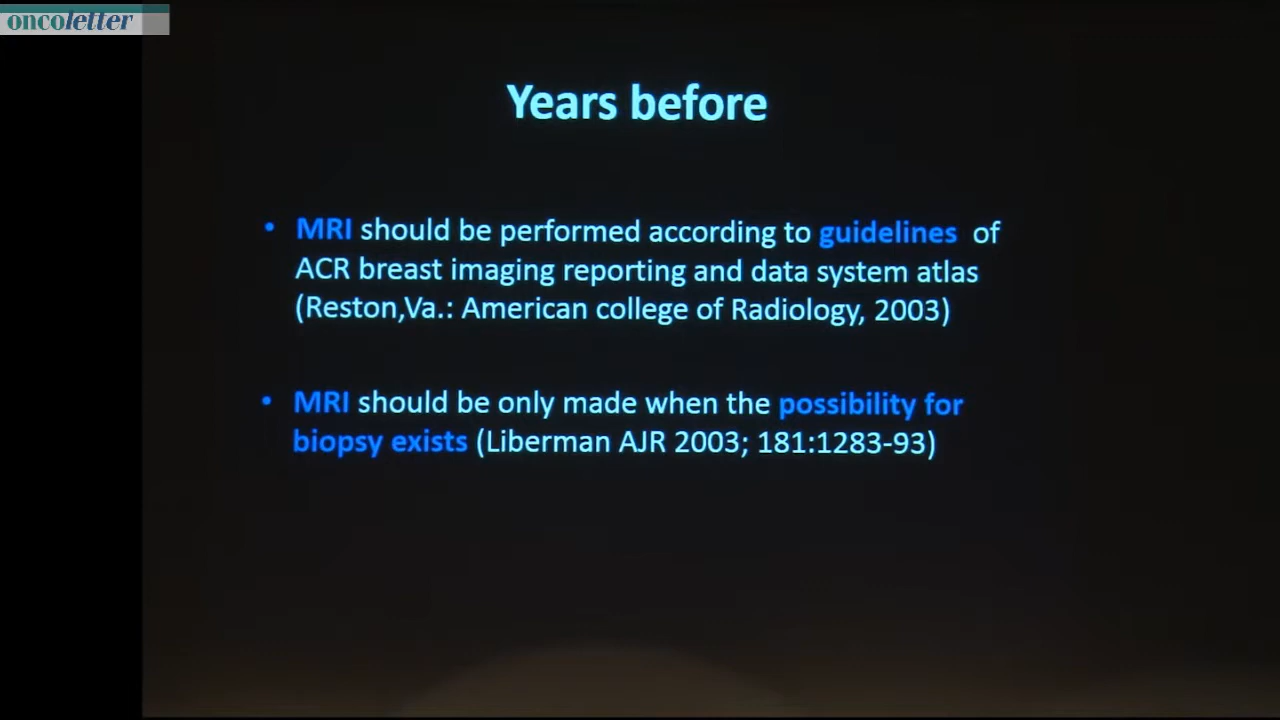 oncoletter
Years before
• MRI should be performed according to guidelines of
ACR breast imaging reporting and data system atlas
(Reston,Va.: American college of Radiology, 2003)
• MRI should be only made when the possibility for
biopsy exists (Liberman AJR 2003; 181:1283-93)